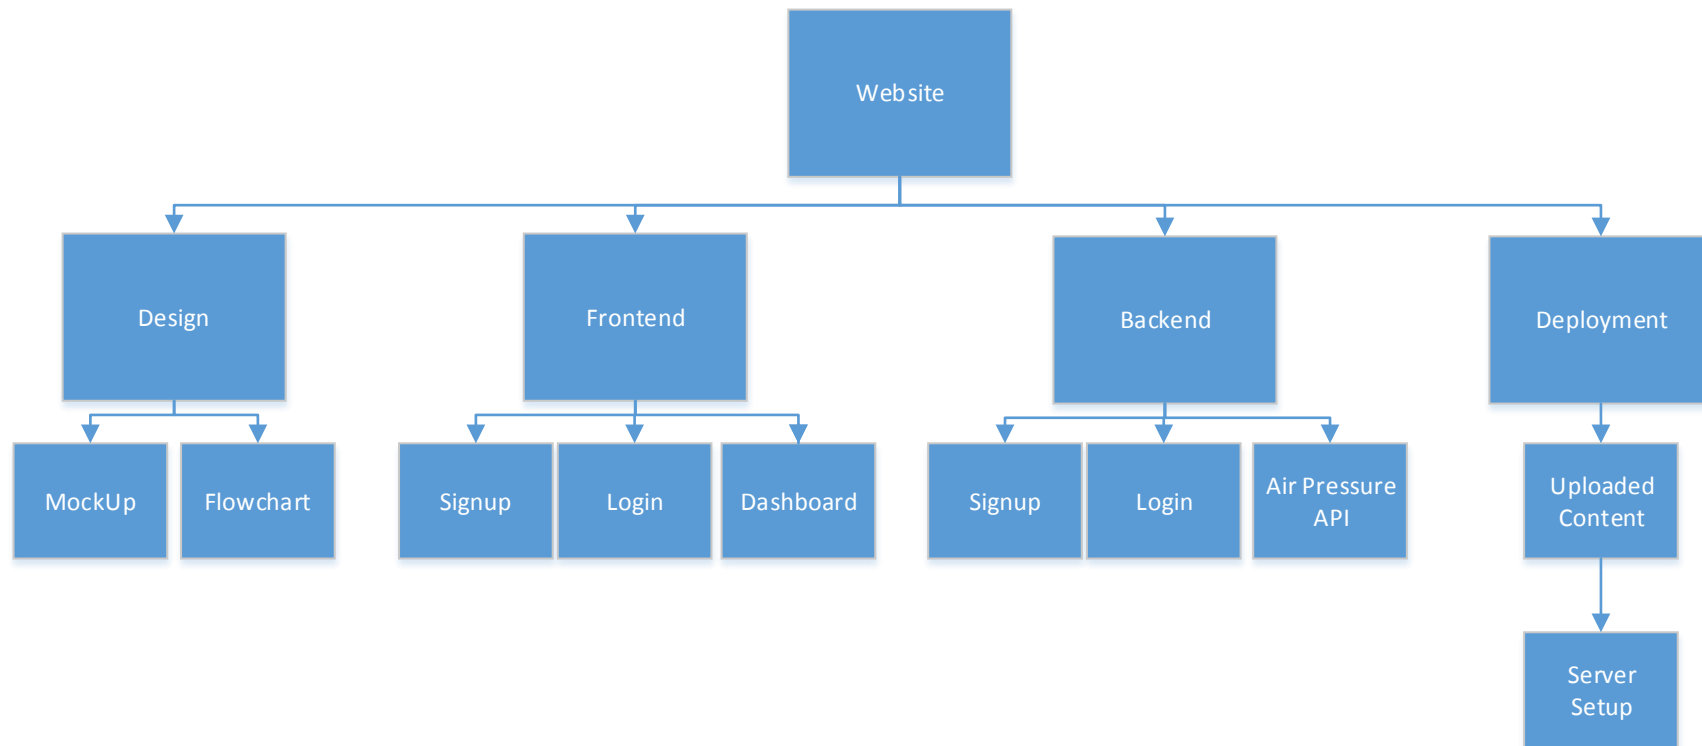 Website
Design
Frontend
Backend
Deployment
MockUp
Flowchart
Signup
Login
Dashboard
Signup
Login
Air Pressure
API
Uploaded
Content
Server
Setup